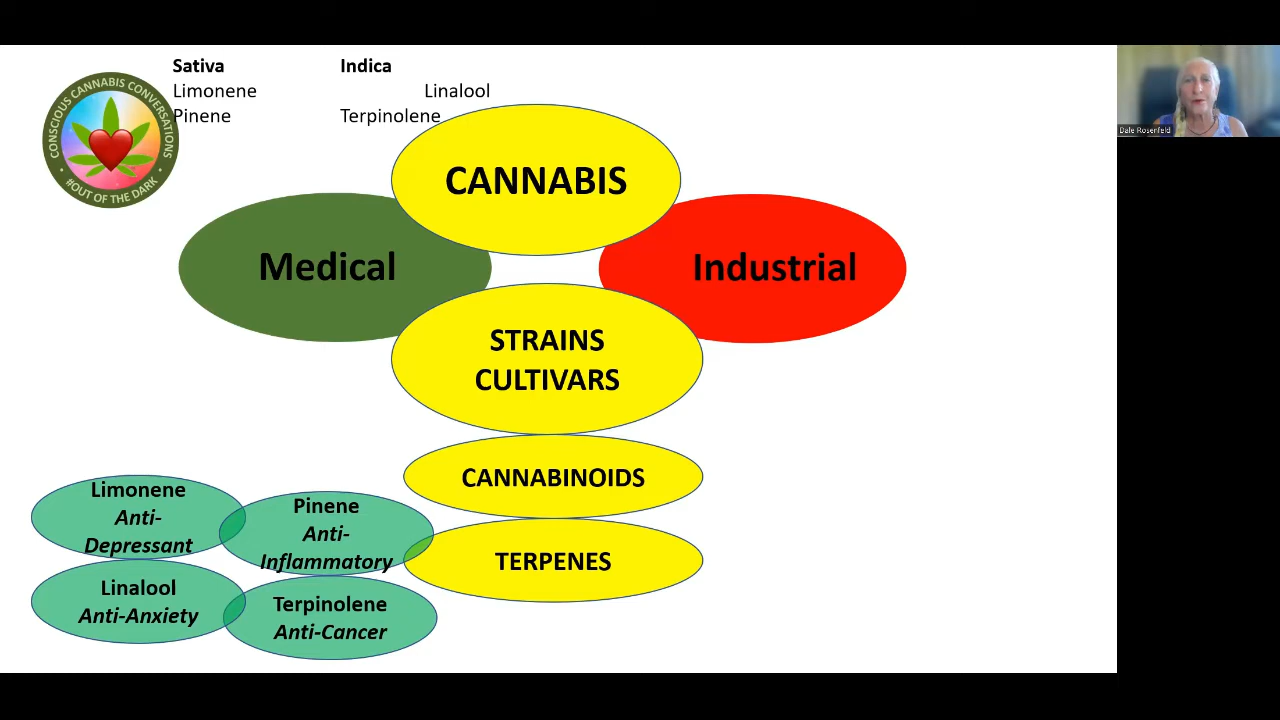 Sativa Indica
Limonene Linalool
Pinene Terpinolene
CONSCIOUS CANNABIS CONVERSATIONS
• #OUT OF THE DARK •
Dale Rosenfeld
CANNABIS
Medical
Industrial
STRAINS
CULTIVARS
CANNABINOIDS
TERPENES
Limonene
Anti-
Depressant
Pinene
Anti-
Inflammatory
Linalool
Anti-Anxiety
Terpinolene
Anti-Cancer